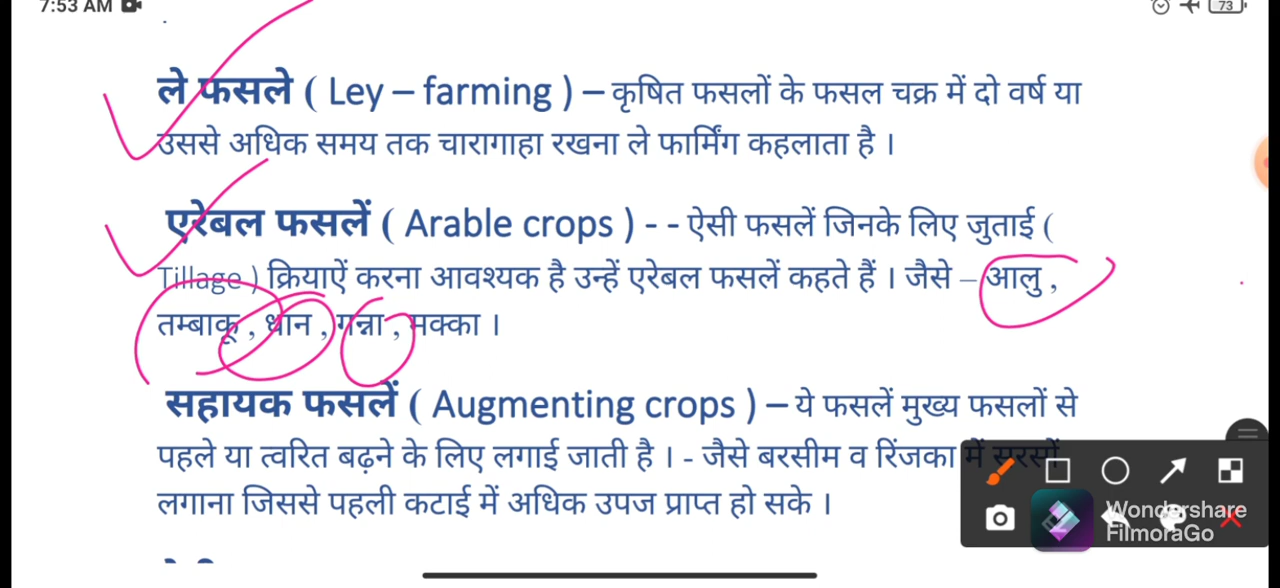 7:53 AM
73
ले फसले ( Ley – farming ) – कृषित फसलों के फसल चक्र में दो वर्ष या
उससे अधिक समय तक चारागाहा रखना ले फार्मिंग कहलाता है ।
एरेबल फसलें ( Arable crops ) - - ऐसी फसलें जिनके लिए जुताई (
Tillage ) क्रियाऐं करना आवश्यक है उन्हें एरेबल फसलें कहते हैं । जैसे – आलु ,
तम्बाकू , धान , गन्ना , मक्का ।
सहायक फसलें ( Augmenting crops ) – ये फसलें मुख्य फसलों से
पहले या त्वरित बढ़ने के लिए लगाई जाती है । - जैसे बरसीम व रिंजका में सरसों
लगाना जिससे पहली कटाई में अधिक उपज प्राप्त हो सके ।
Wondershare
FilmoraGo